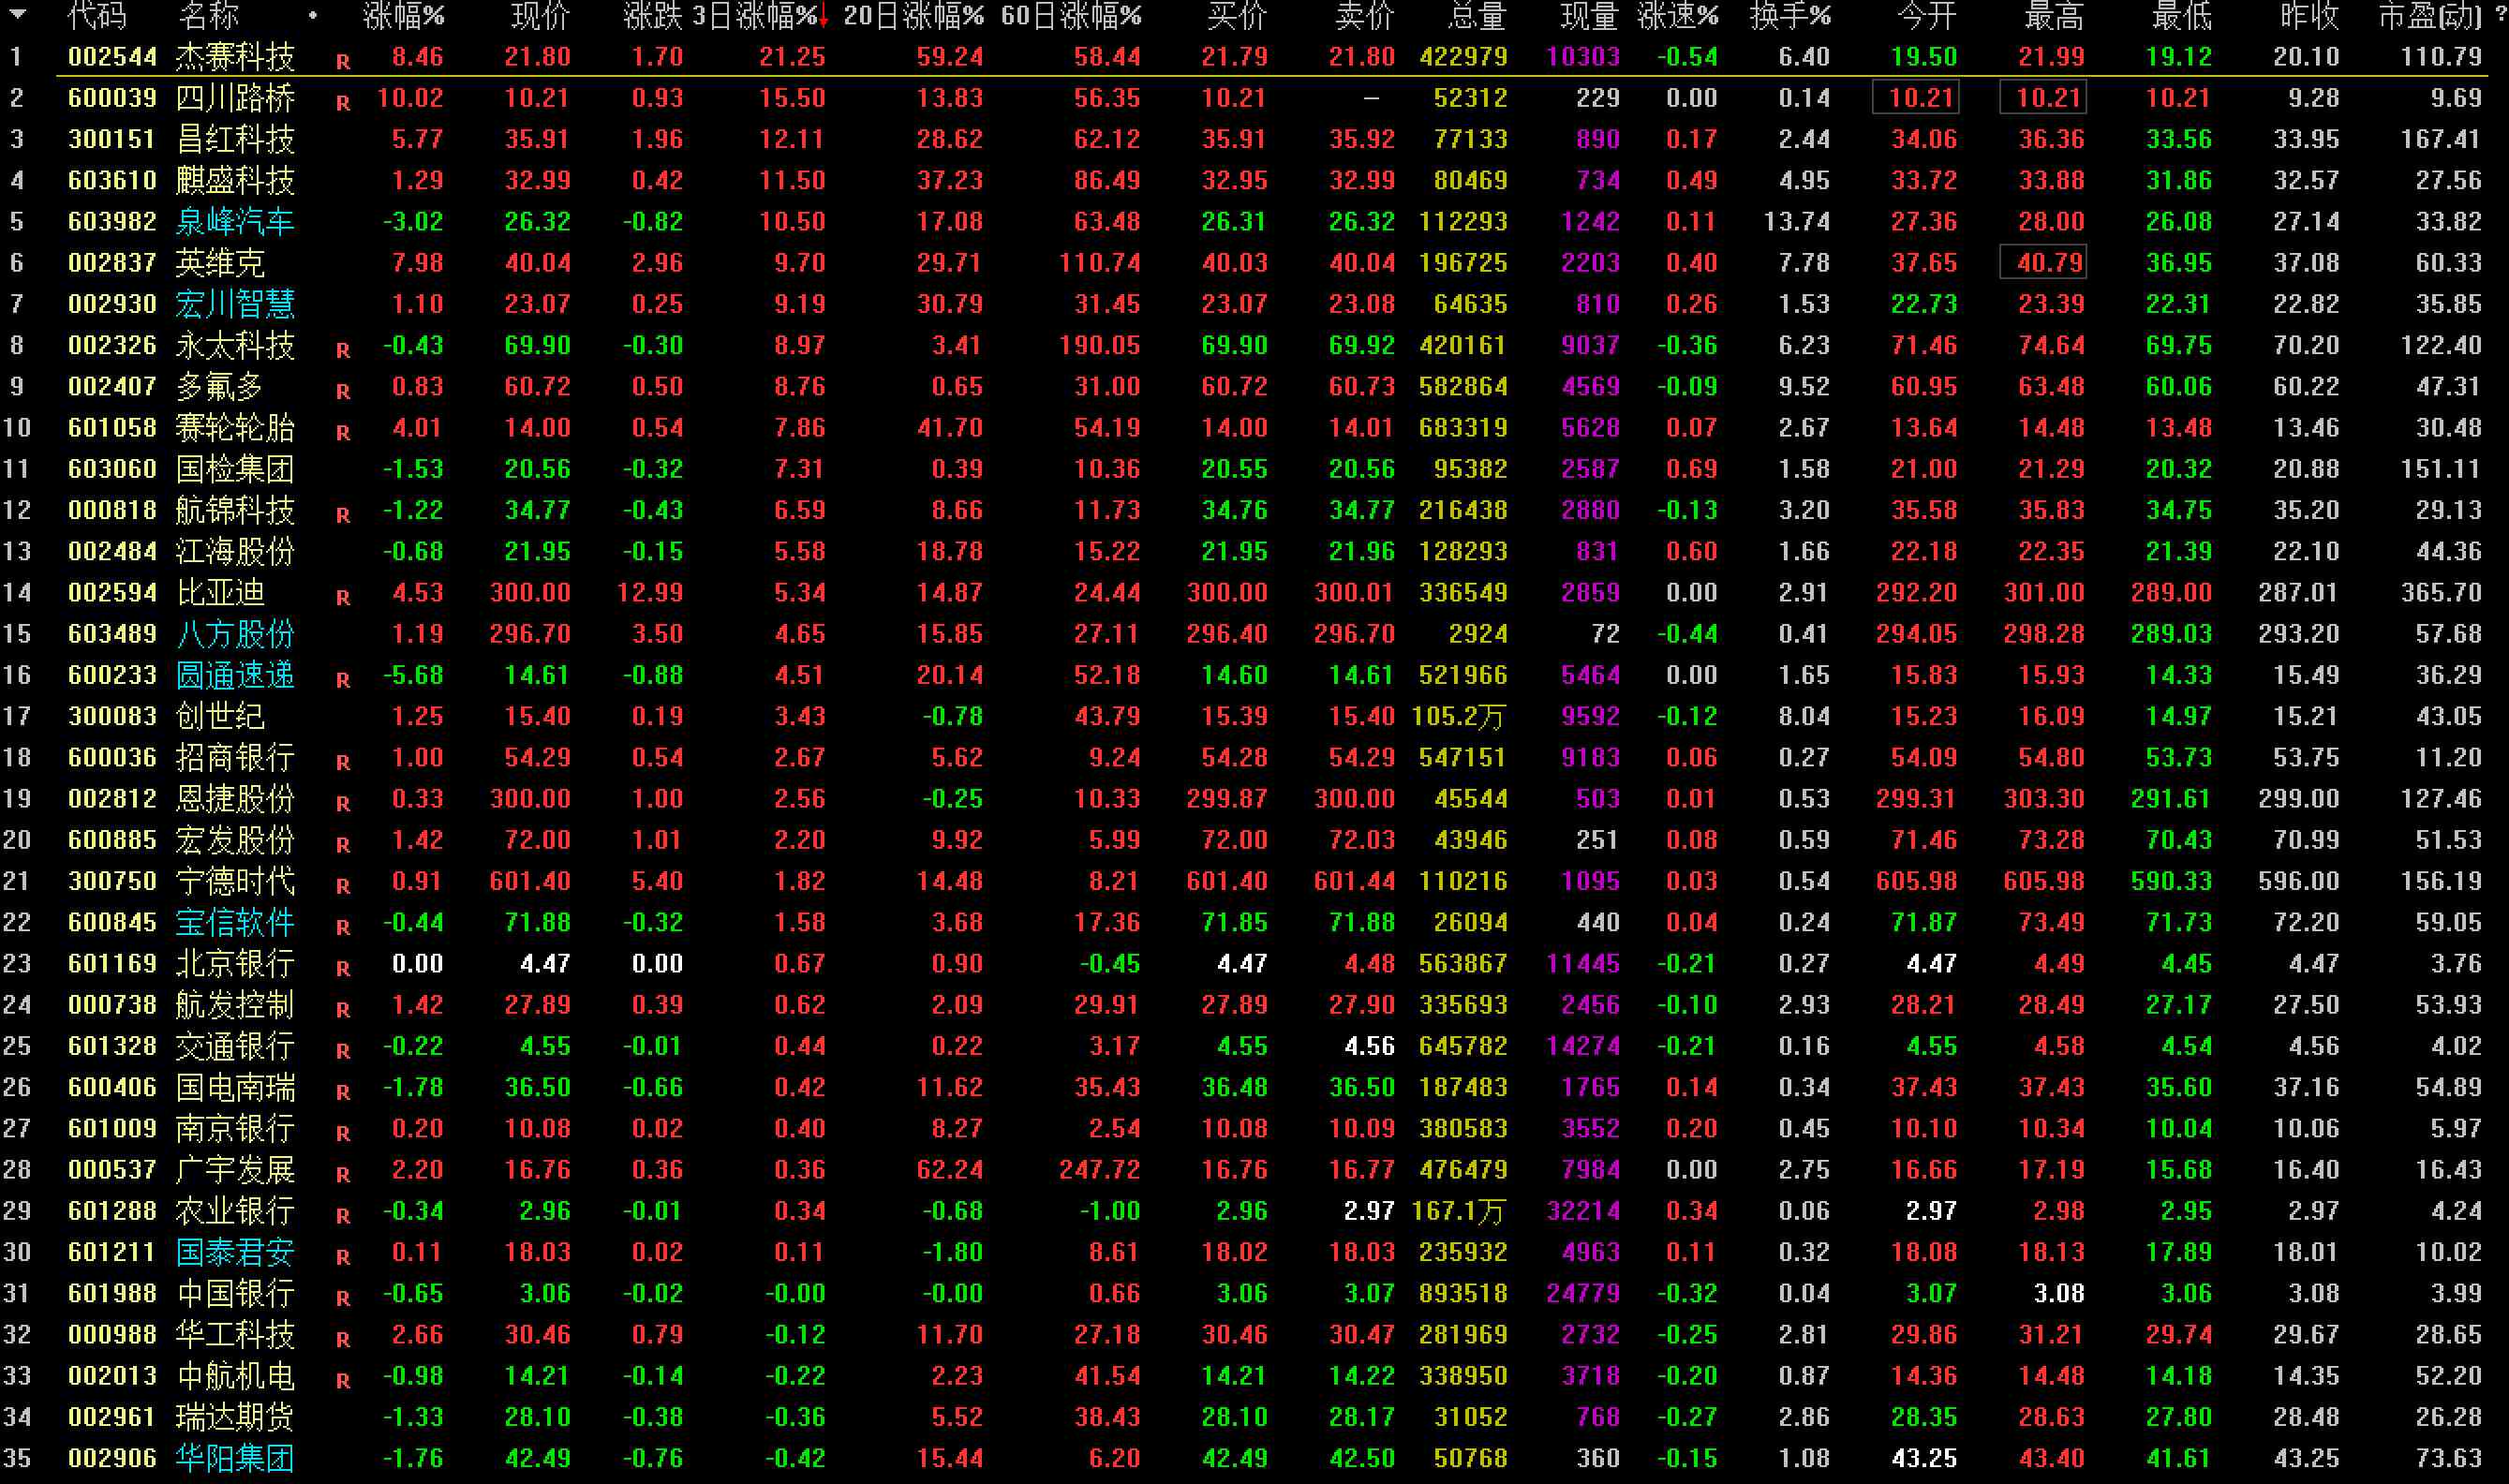 代码 名称 • 涨幅% 现价 涨跌 3日涨幅%↓ 20日涨幅% 60日涨幅% 买价 卖价 总量 现量 涨速% 换手% 今开 最高 最低 昨收 市盈(动) ?
1 002544 杰赛科技 R 8.46 21.80 1.70 21.25 59.24 58.44 21.79 21.80 422979 10303 -0.54 6.40 19.50 21.99 19.12 20.10 110.79
2 600039 四川路桥 R 10.02 10.21 0.93 15.50 13.83 56.35 10.21 — 52312 229 0.00 0.14 10.21 10.21 10.21 9.28 9.69
3 300151 昌红科技 5.77 35.91 1.96 12.11 28.62 62.12 35.91 35.92 77133 890 0.17 2.44 34.06 36.36 33.56 33.95 167.41
4 603610 麒盛科技 1.29 32.99 0.42 11.50 37.23 86.49 32.95 32.99 80469 734 0.49 4.95 33.72 33.88 31.86 32.57 27.56
5 603982 泉峰汽车 -3.02 26.32 -0.82 10.50 17.08 63.48 26.31 26.32 112293 1242 0.11 13.74 27.36 28.00 26.08 27.14 33.82
6 002837 英维克 7.98 40.04 2.96 9.70 29.71 110.74 40.03 40.04 196725 2203 0.40 7.78 37.65 40.79 36.95 37.08 60.33
7 002930 宏川智慧 1.10 23.07 0.25 9.19 30.79 31.45 23.07 23.08 64635 810 0.26 1.53 22.73 23.39 22.31 22.82 35.85
8 002326 永太科技 R -0.43 69.90 -0.30 8.97 3.41 190.05 69.90 69.92 420161 9037 -0.36 6.23 71.46 74.64 69.75 70.20 122.40
9 002407 多氟多 R 0.83 60.72 0.50 8.76 0.65 31.00 60.72 60.73 582864 4569 -0.09 9.52 60.95 63.48 60.06 60.22 47.31
10 601058 赛轮轮胎 R 4.01 14.00 0.54 7.86 41.70 54.19 14.00 14.01 683319 5628 0.07 2.67 13.64 14.48 13.48 13.46 30.48
11 603060 国检集团 -1.53 20.56 -0.32 7.31 0.39 10.36 20.55 20.56 95382 2587 0.69 1.58 21.00 21.29 20.32 20.88 151.11
12 000818 航锦科技 R -1.22 34.77 -0.43 6.59 8.66 11.73 34.76 34.77 216438 2880 -0.13 3.20 35.58 35.83 34.75 35.20 29.13
13 002484 江海股份 -0.68 21.95 -0.15 5.58 18.78 15.22 21.95 21.96 128293 831 0.60 1.66 22.18 22.35 21.39 22.10 44.36
14 002594 比亚迪 R 4.53 300.00 12.99 5.34 14.87 24.44 300.00 300.01 336549 2859 0.00 2.91 292.20 301.00 289.00 287.01 365.70
15 603489 八方股份 1.19 296.70 3.50 4.65 15.85 27.11 296.40 296.70 2924 72 -0.44 0.41 294.05 298.28 289.03 293.20 57.68
16 600233 圆通速递 R -5.68 14.61 -0.88 4.51 20.14 52.18 14.60 14.61 521966 5464 0.00 1.65 15.83 15.93 14.33 15.49 36.29
17 300083 创世纪 1.25 15.40 0.19 3.43 -0.78 43.79 15.39 15.40 105.2万 9592 -0.12 8.04 15.23 16.09 14.97 15.21 43.05
18 600036 招商银行 R 1.00 54.29 0.54 2.67 5.62 9.24 54.28 54.29 547151 9183 0.06 0.27 54.09 54.80 53.73 53.75 11.20
19 002812 恩捷股份 R 0.33 300.00 1.00 2.56 -0.25 10.33 299.87 300.00 45544 503 0.01 0.53 299.31 303.30 291.61 299.00 127.46
20 600885 宏发股份 R 1.42 72.00 1.01 2.20 9.92 5.99 72.00 72.03 43946 251 0.08 0.59 71.46 73.28 70.43 70.99 51.53
21 300750 宁德时代 R 0.91 601.40 5.40 1.82 14.48 8.21 601.40 601.44 110216 1095 0.03 0.54 605.98 605.98 590.33 596.00 156.19
22 600845 宝信软件 R -0.44 71.88 -0.32 1.58 3.68 17.36 71.85 71.88 26094 440 0.04 0.24 71.87 73.49 71.73 72.20 59.05
23 601169 北京银行 R 0.00 4.47 0.00 0.67 0.90 -0.45 4.47 4.48 563867 11445 -0.21 0.27 4.47 4.49 4.45 4.47 3.76
24 000738 航发控制 R 1.42 27.89 0.39 0.62 2.09 29.91 27.89 27.90 335693 2456 -0.10 2.93 28.21 28.49 27.17 27.50 53.93
25 601328 交通银行 R -0.22 4.55 -0.01 0.44 0.22 3.17 4.55 4.56 645782 14274 -0.21 0.16 4.55 4.58 4.54 4.56 4.02
26 600406 国电南瑞 R -1.78 36.50 -0.66 0.42 11.62 35.43 36.48 36.50 187483 1765 0.14 0.34 37.43 37.43 35.60 37.16 54.89
27 601009 南京银行 R 0.20 10.08 0.02 0.40 8.27 2.54 10.08 10.09 380583 3552 0.20 0.45 10.10 10.34 10.04 10.06 5.97
28 000537 广宇发展 R 2.20 16.76 0.36 0.36 62.24 247.72 16.76 16.77 476479 7984 0.00 2.75 16.66 17.19 15.68 16.40 16.43
29 601288 农业银行 R -0.34 2.96 -0.01 0.34 -0.68 -1.00 2.96 2.97 167.1万 32214 0.34 0.06 2.97 2.98 2.95 2.97 4.24
30 601211 国泰君安 R 0.11 18.03 0.02 0.11 -1.80 8.61 18.02 18.03 235932 4963 0.11 0.32 18.08 18.13 17.89 18.01 10.02
31 601988 中国银行 R -0.65 3.06 -0.02 -0.00 -0.00 0.66 3.06 3.07 893518 24779 -0.32 0.04 3.07 3.08 3.06 3.08 3.99
32 000988 华工科技 R 2.66 30.46 0.79 -0.12 11.70 27.18 30.46 30.47 281969 2732 -0.25 2.81 29.86 31.21 29.74 29.67 28.65
33 002013 中航机电 R -0.98 14.21 -0.14 -0.22 2.23 41.54 14.21 14.22 338950 3718 -0.20 0.87 14.36 14.48 14.18 14.35 52.20
34 002961 瑞达期货 -1.33 28.10 -0.38 -0.36 5.52 38.43 28.10 28.17 31052 768 -0.27 2.86 28.35 28.63 27.80 28.48 26.28
35 002906 华阳集团 -1.76 42.49 -0.76 -0.42 15.44 6.20 42.49 42.50 50768 360 -0.15 1.08 43.25 43.40 41.61 43.25 73.63